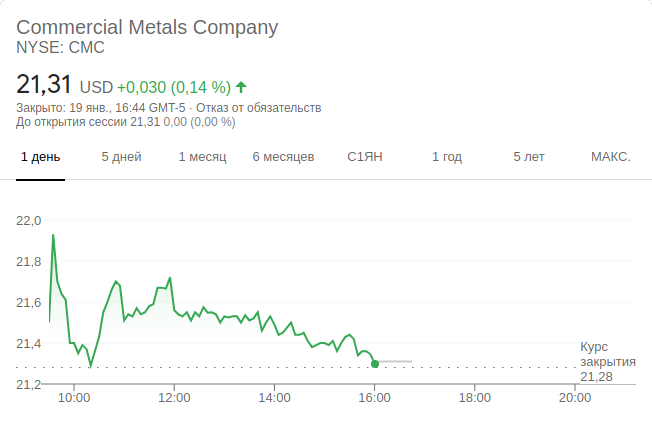 Commercial Metals Company
NYSE: CMC
21,31 USD +0,030 (0,14 %)
Закрыто: 19 янв., 16:44 GMT-5 · Отказ от обязательств
До открытия сессии 21,31 0,00 (0,00 %)
1 день 5 дней 1 месяц 6 месяцев С1ЯН 1 год 5 лет МАКС.
22,0
21,8
21,6
21,4
Курс
закрытия
21,28
21,2
10:00 12:00 14:00 16:00 18:00 20:00